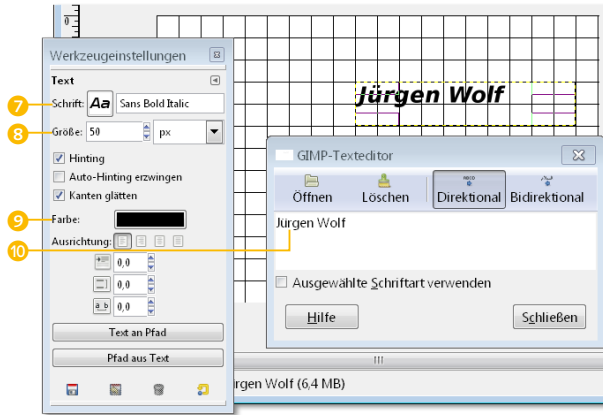 0
Werkzeugeinstellungen
Text
7 Schrift: Aa Sans Bold Italic
8 Größe: 50 px
Hinting
Auto-Hinting erzwingen
Kanten glätten
9 Farbe:
Ausrichtung:
0,0
0,0
a b 0,0
Text an Pfad
Pfad aus Text
Jürgen Wolf
GIMP-Texteditor
Öffnen Löschen Direktional Bidirektional
10 Jürgen Wolf
Ausgewählte Schriftart verwenden
Hilfe Schließen
rgen Wolf (6,4 MB)